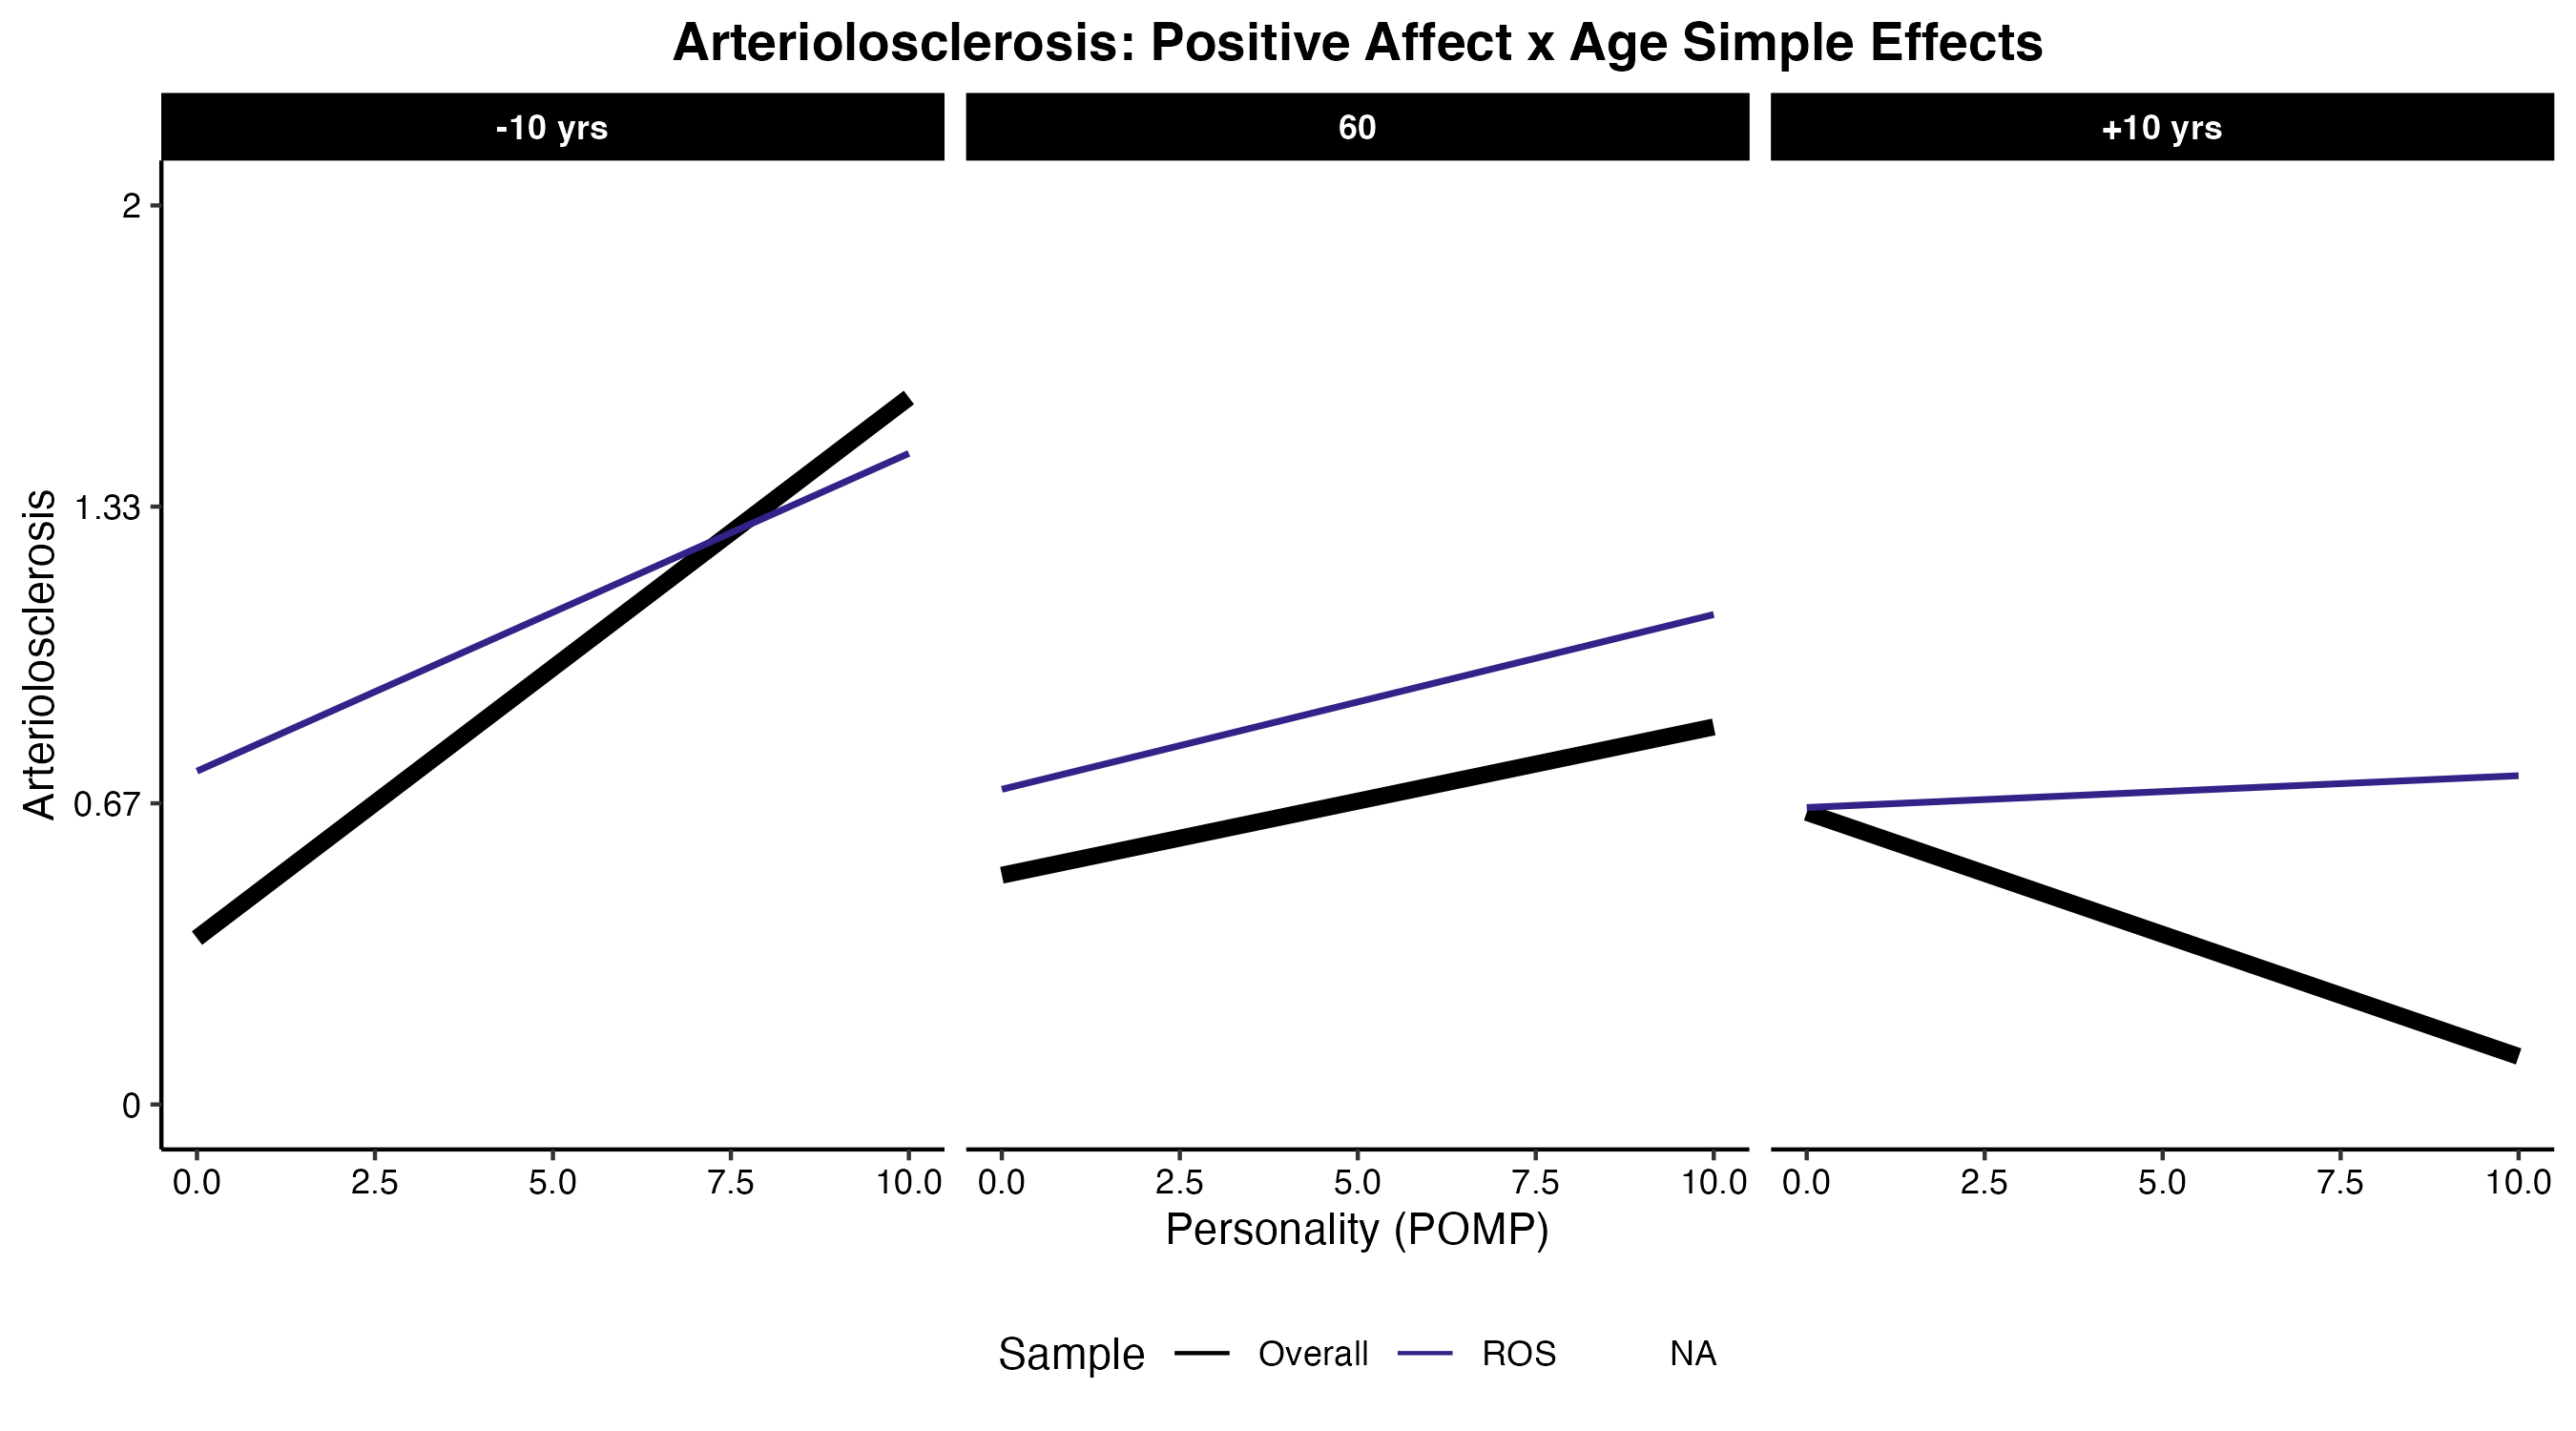 Arteriolosclerosis: Positive Affect x Age Simple Effects
-10 yrs 60 +10 yrs
Arteriolosclerosis
2
1.33
0.67
0
0.0 2.5 5.0 7.5 10.0 0.0 2.5 5.0 7.5 10.0 0.0 2.5 5.0 7.5 10.0
Personality (POMP)
Sample Overall ROS NA